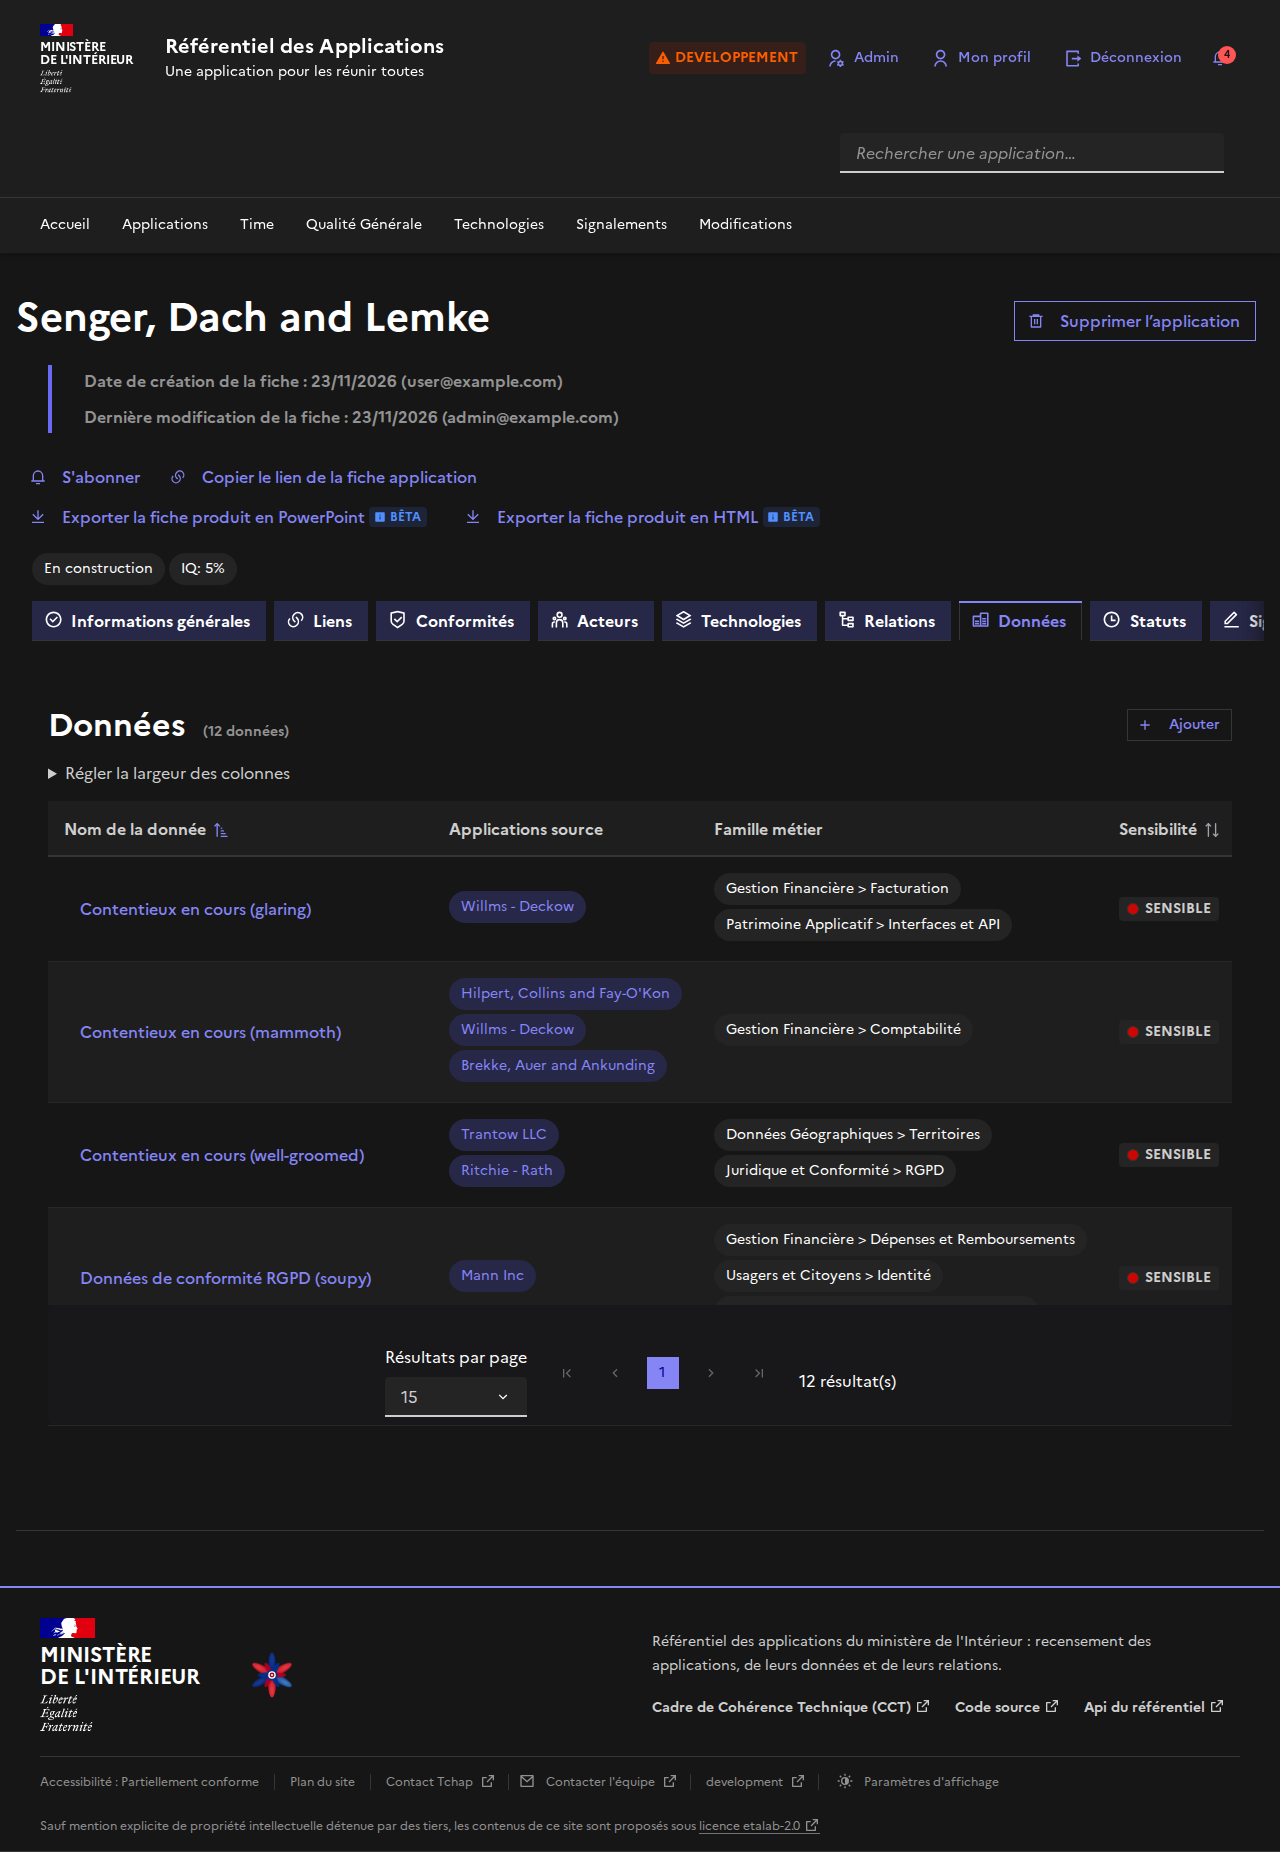 MINISTÈRE
DE L'INTÉRIEUR
Liberté
Égalité
Fraternité
Référentiel des Applications
Une application pour les réunir toutes
DEVELOPPEMENT
Admin
Mon profil
Déconnexion
4
Rechercher une application…
Accueil
Applications
Time
Qualité Générale
Technologies
Signalements
Modifications
Senger, Dach and Lemke
Supprimer l’application
Date de création de la fiche : 23/11/2026 (user@example.com)
Dernière modification de la fiche : 23/11/2026 (admin@example.com)
S'abonner
Copier le lien de la fiche application
Exporter la fiche produit en PowerPoint BÊTA
Exporter la fiche produit en HTML BÊTA
En construction
IQ: 5%
Informations générales
Liens
Conformités
Acteurs
Technologies
Relations
Données
Statuts
Données
(12 données)
Ajouter
Régler la largeur des colonnes
Nom de la donnée
Applications source
Famille métier
Sensibilité
Contentieux en cours (glaring)
Willms - Deckow
Gestion Financière > Facturation
Patrimoine Applicatif > Interfaces et API
SENSIBLE
Contentieux en cours (mammoth)
Hilpert, Collins and Fay-O'Kon
Willms - Deckow
Brekke, Auer and Ankunding
Gestion Financière > Comptabilité
SENSIBLE
Contentieux en cours (well-groomed)
Trantow LLC
Ritchie - Rath
Données Géographiques > Territoires
Juridique et Conformité > RGPD
SENSIBLE
Données de conformité RGPD (soupy)
Mann Inc
Gestion Financière > Dépenses et Remboursements
Usagers et Citoyens > Identité
SENSIBLE
Résultats par page
15
1
12 résultat(s)
MINISTÈRE
DE L'INTÉRIEUR
Liberté
Égalité
Fraternité
Référentiel des applications du ministère de l'Intérieur : recensement des
applications, de leurs données et de leurs relations.
Cadre de Cohérence Technique (CCT)
Code source
Api du référentiel
Accessibilité : Partiellement conforme
Plan du site
Contact Tchap
Contacter l'équipe
development
Paramètres d'affichage
Sauf mention explicite de propriété intellectuelle détenue par des tiers, les contenus de ce site sont proposés sous licence etalab-2.0